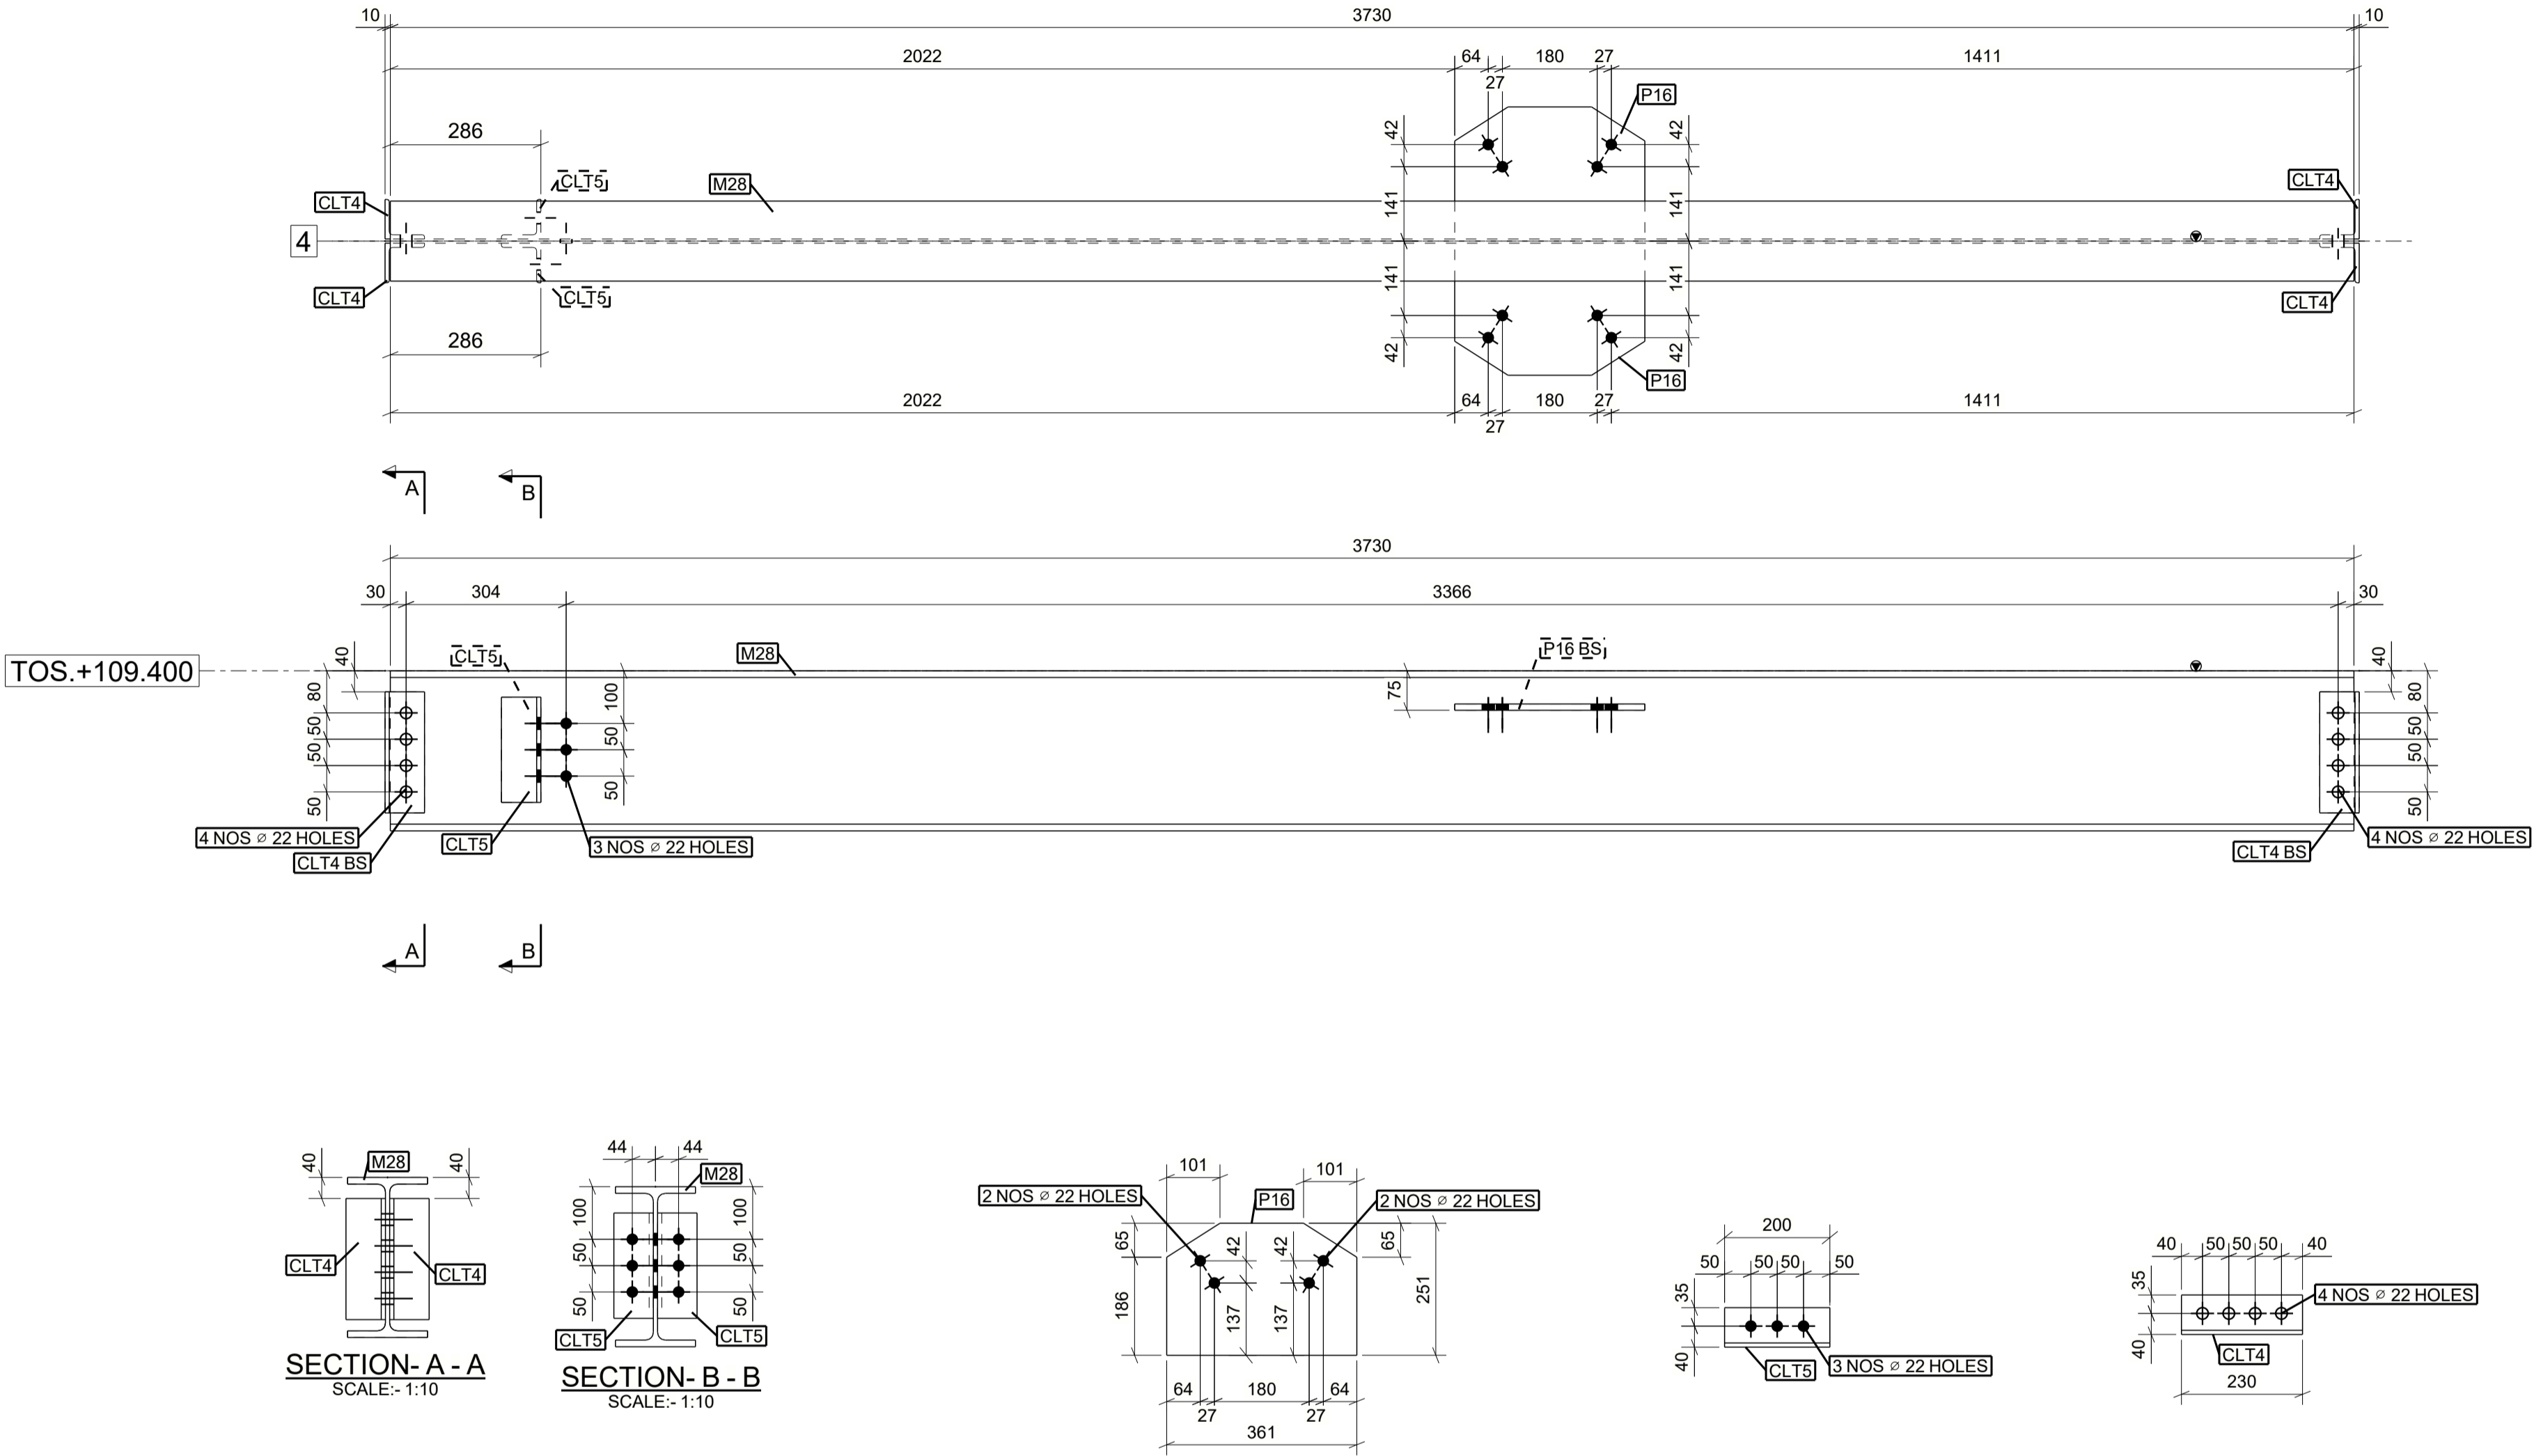 10 3730 10
2022 64 180 27 1411
27
P16
286
42 42
CLT5
M28
CLT4
CLT4
141 141
4
141 141
CLT4
CLT5
CLT4
286
42 42
P16
2022 64 180 27 1411
27
A B
3730
30 304 3366 30
TOS.+109.400
40
CLT5
M28
P16 BS
40
80
100
75
80
50
50
50
50
50
50
50
50
4 NOS ⌀ 22 HOLES
CLT5
3 NOS ⌀ 22 HOLES
4 NOS ⌀ 22 HOLES
CLT4 BS
CLT4 BS
A B
40 M28 40
CLT4
CLT4
SECTION- A - A
SCALE:- 1:10
44 44
M28
100 100
50 50
50 50
CLT5 CLT5
SECTION- B - B
SCALE:- 1:10
101 101
2 NOS ⌀ 22 HOLES
P16
2 NOS ⌀ 22 HOLES
65 42 42 65
186 137 137 251
64 180 64
27 27
361
200
50 50 50 50
35
40
CLT5
3 NOS ⌀ 22 HOLES
40 50 50 50 40
35
4 NOS ⌀ 22 HOLES
40
CLT4
230